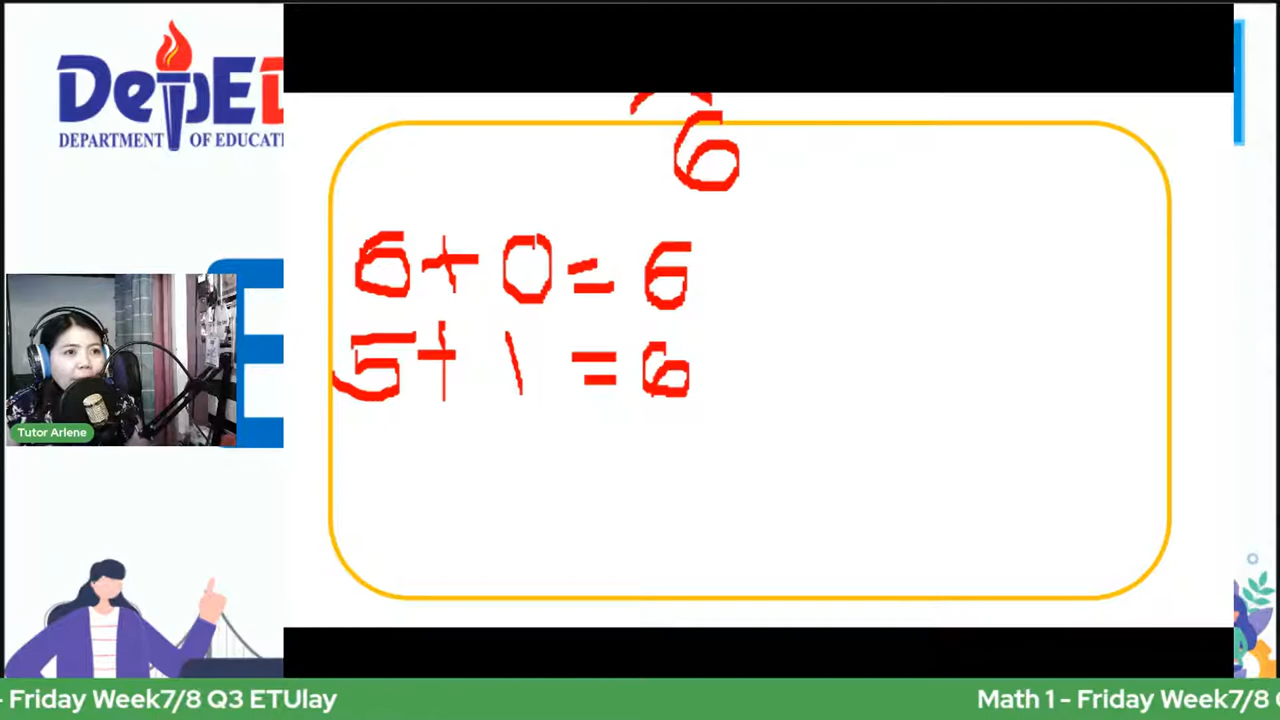 DepED
DEPARTMENT OF EDUCATI
6
6 + 0 = 6
5 + 1 = 6
Tutor Arlene
- Friday Week7/8 Q3 ETUlay
Math 1 - Friday Week7/8 Q